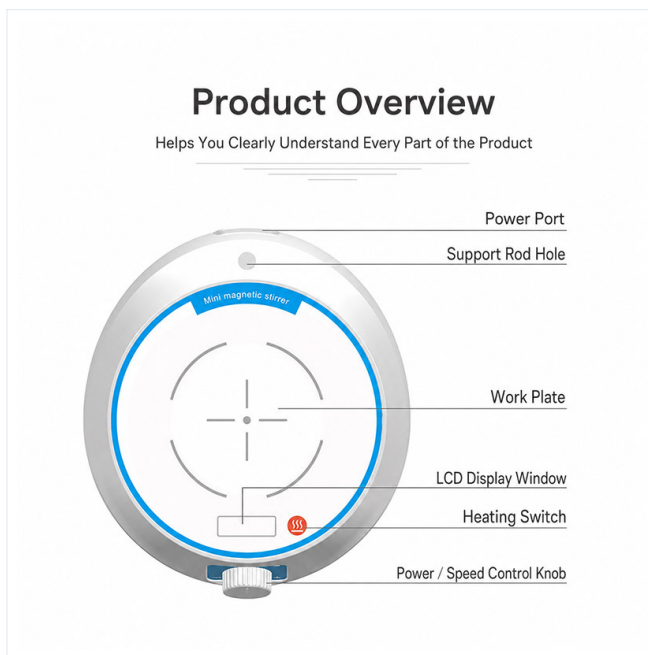 Product Overview
Helps You Clearly Understand Every Part of the Product
Power Port
Support Rod Hole
Mini magnetic stirrer
Work Plate
LCD Display Window
Heating Switch
Power / Speed Control Knob